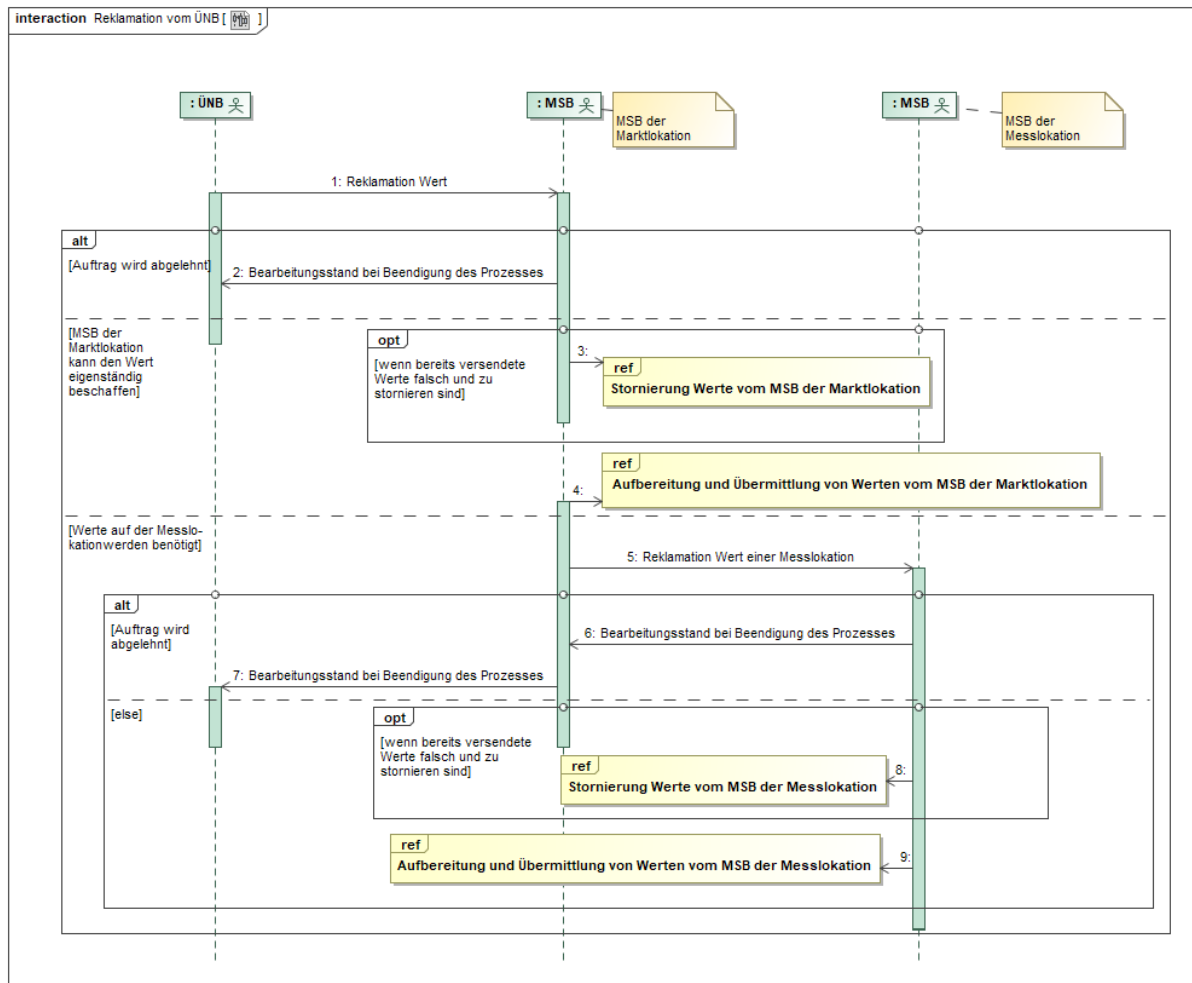 interaction Reklamation vom ÜNB [ ]
: ÜNB
: MSB
MSB der
Marktlokation
: MSB
MSB der
Messlokation
1: Reklamation Wert
alt
[Auftrag wird abgelehnt]
2: Bearbeitungsstand bei Beendigung des Prozesses
[MSB der
Marktlokation
kann den Wert
eigenständig
beschaffen]
opt
[wenn bereits versendete
Werte falsch und zu
stornieren sind]
3:
ref
Stornierung Werte vom MSB der Marktlokation
ref
Aufbereitung und Übermittlung von Werten vom MSB der Marktlokation
4:
[Werte auf der Messlo-
kationwerden benötigt]
5: Reklamation Wert einer Messlokation
alt
[Auftrag wird
abgelehnt]
6: Bearbeitungsstand bei Beendigung des Prozesses
7: Bearbeitungsstand bei Beendigung des Prozesses
[else]
opt
[wenn bereits versendete
Werte falsch und zu
stornieren sind]
ref
Stornierung Werte vom MSB der Messlokation
8:
ref
Aufbereitung und Übermittlung von Werten vom MSB der Messlokation
9: